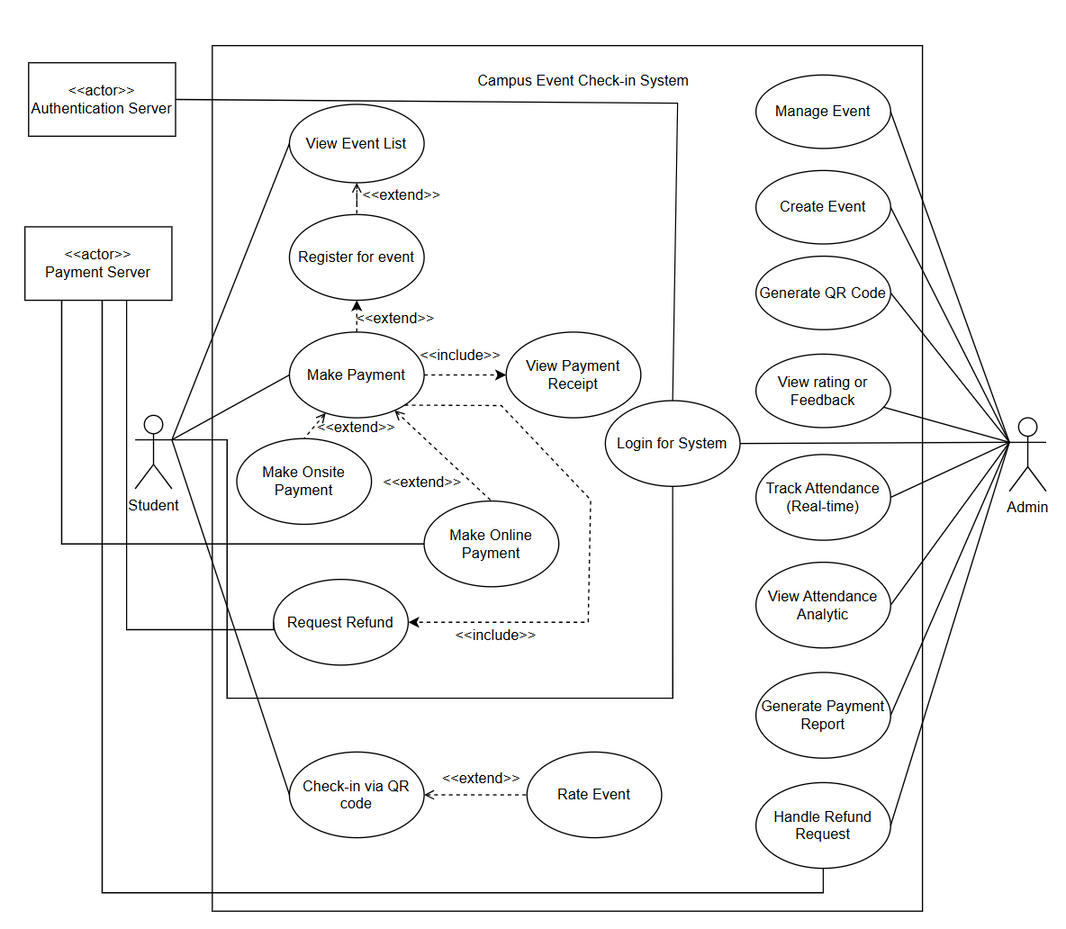 Campus Event Check-in System
<<actor>>
Authentication Server
<<actor>>
Payment Server
Student
Admin
View Event List
<<extend>>
Register for event
<<extend>>
Make Payment
<<include>>
View Payment
Receipt
<<extend>>
Make Onsite
Payment
<<extend>>
Make Online
Payment
Request Refund
<<include>>
Login for System
Check-in via QR
code
<<extend>>
Rate Event
Manage Event
Create Event
Generate QR Code
View rating or
Feedback
Track Attendance
(Real-time)
View Attendance
Analytic
Generate Payment
Report
Handle Refund
Request